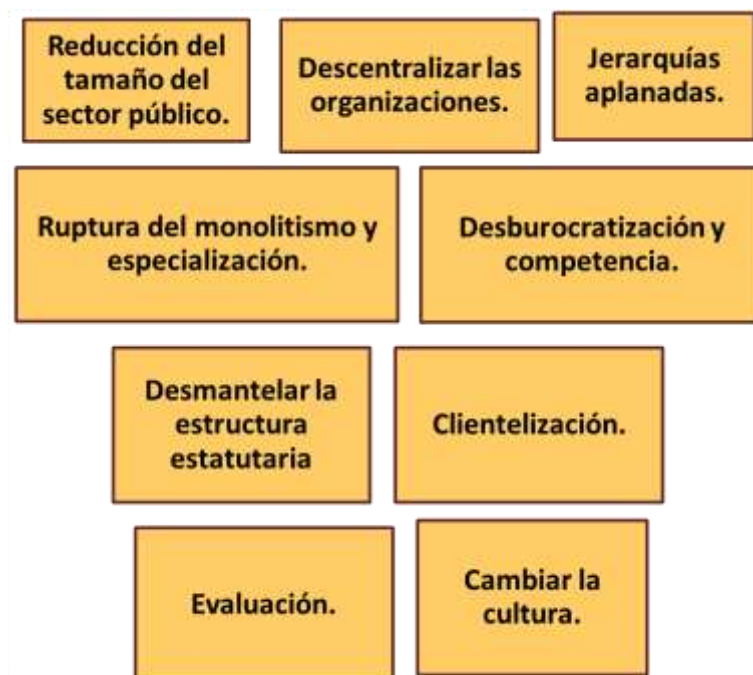 Reducción del
tamaño del
sector público.
Descentralizar las
organizaciones.
Jerarquías
aplanadas.
Ruptura del monolitismo y
especialización.
Desburocratización y
competencia.
Desmantelar la
estructura
estatutaria
Clientelización.
Evaluación.
Cambiar la
cultura.